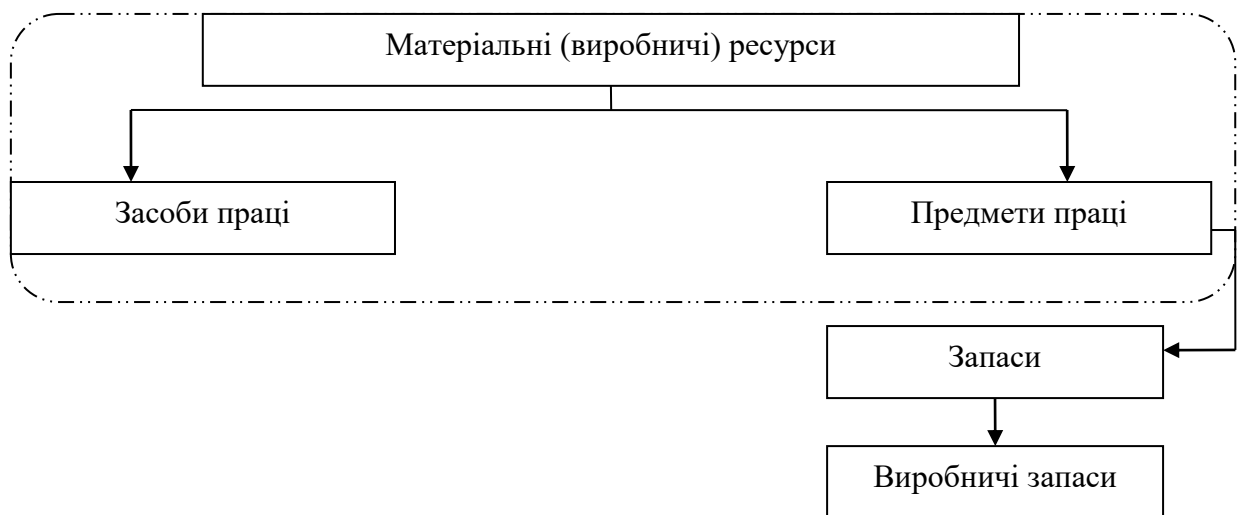 Матеріальні (виробничі) ресурси
Засоби праці
Предмети праці
Запаси
Виробничі запаси